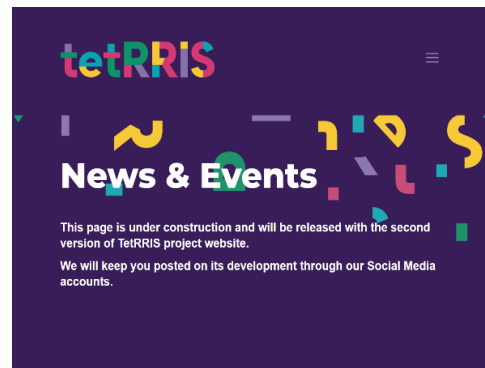 tetRRiS
News & Events
This page is under construction and will be released with the second
version of TetRRIS project website.
We will keep you posted on its development through our Social Media
accounts.